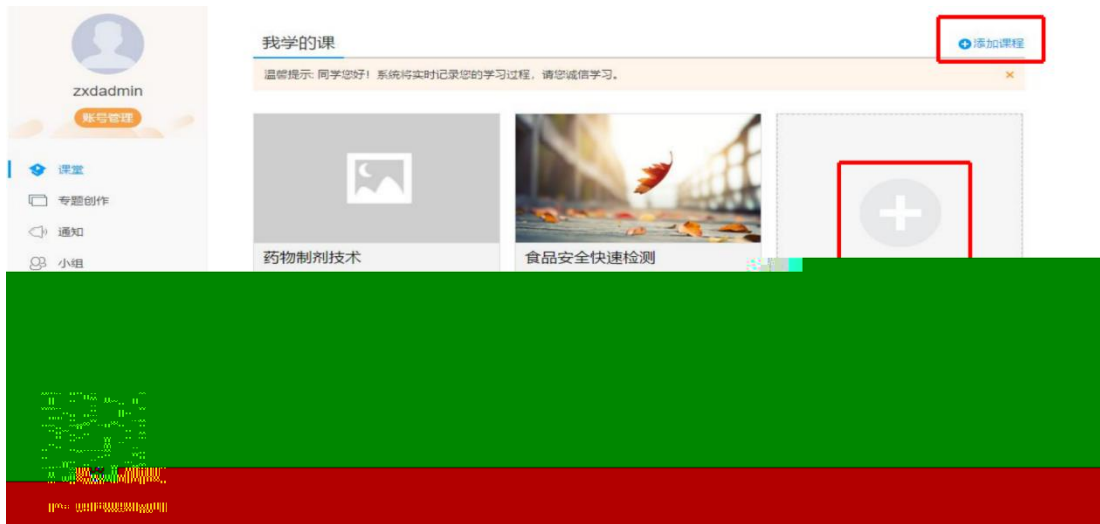 我学的课
添加课程
温馨提示: 同学您好！系统将实时记录您的学习过程，请您诚信学习。
zxdadmin
账号管理
课堂
专题创作
通知
小组
药物制剂技术
食品安全快速检测